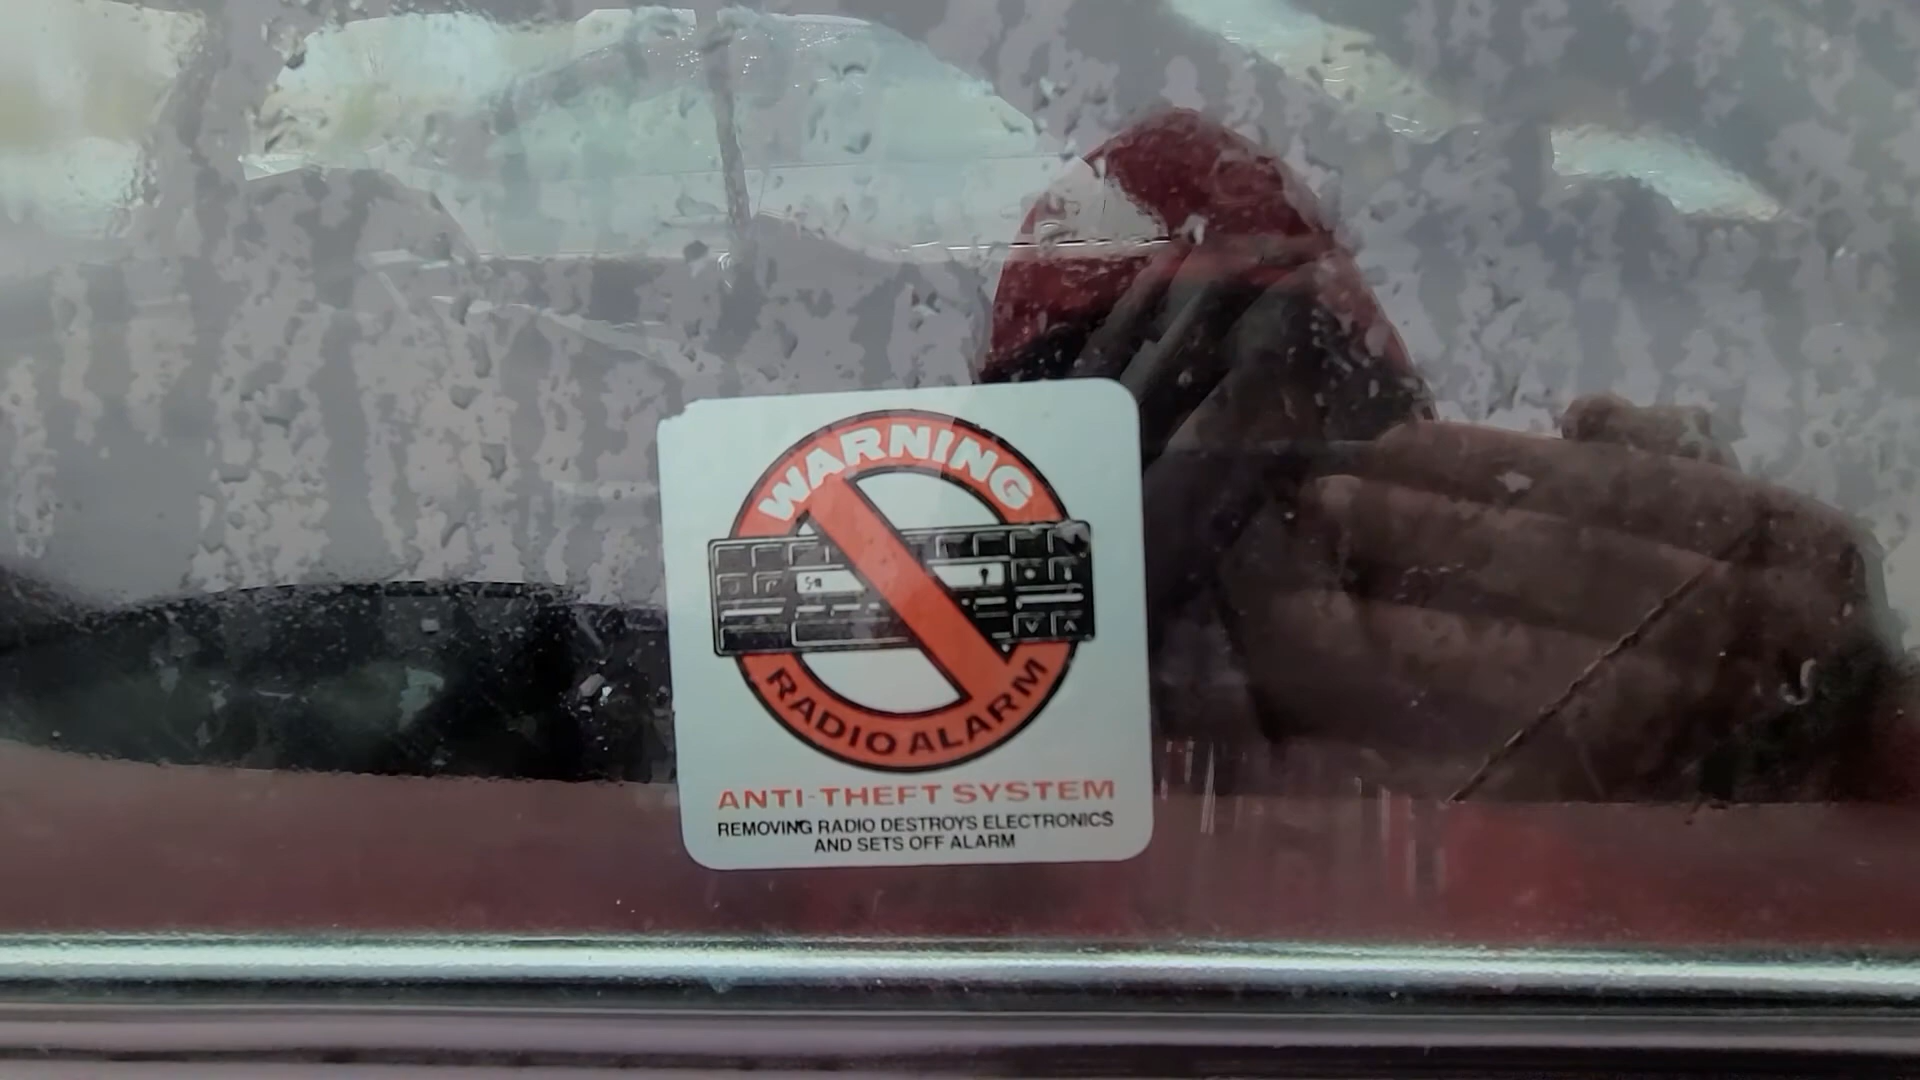 WARNING
RADIO ALARM
ANTI-THEFT SYSTEM
REMOVING RADIO DESTROYS ELECTRONICS
AND SETS OFF ALARM